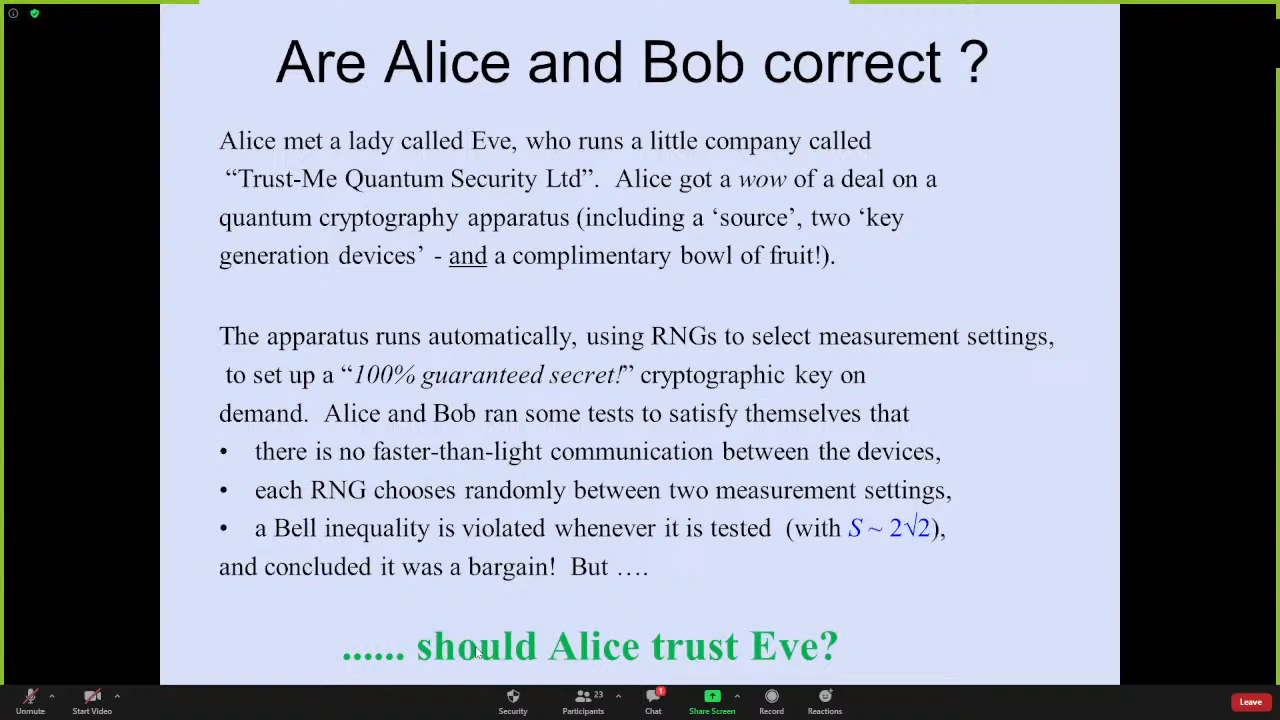 Are Alice and Bob correct ?
Alice met a lady called Eve, who runs a little company called
“Trust-Me Quantum Security Ltd”. Alice got a wow of a deal on a
quantum cryptography apparatus (including a ‘source’, two ‘key
generation devices’ - and a complimentary bowl of fruit!).
The apparatus runs automatically, using RNGs to select measurement settings,
to set up a “100% guaranteed secret!” cryptographic key on
demand. Alice and Bob ran some tests to satisfy themselves that
• there is no faster-than-light communication between the devices,
• each RNG chooses randomly between two measurement settings,
• a Bell inequality is violated whenever it is tested (with S ~ 2√2),
and concluded it was a bargain! But ….
...... should Alice trust Eve?
Unmute
Start Video
Security
Participants 23
Chat 1
Share Screen
Record
Reactions
Leave